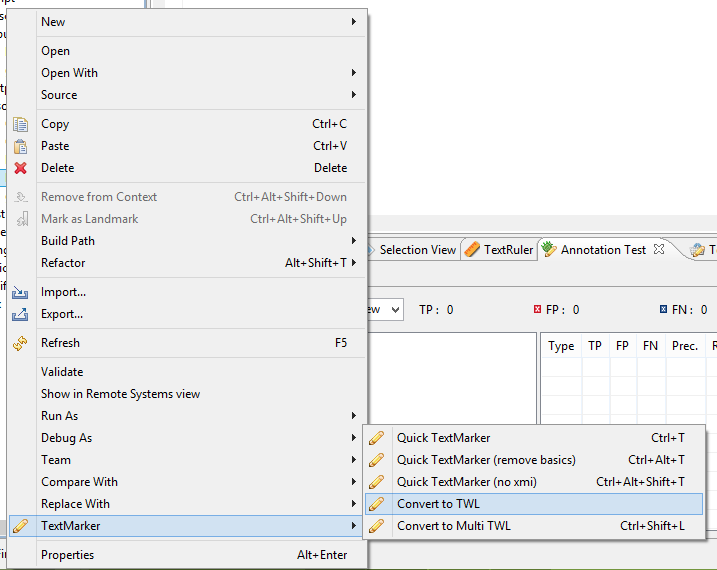 New
Open
Open With
Source
Copy Ctrl+C
Paste Ctrl+V
Delete Delete
Remove from Context Ctrl+Alt+Shift+Down
Mark as Landmark Ctrl+Alt+Shift+Up
Build Path
Refactor Alt+Shift+T
Import...
Export...
Refresh F5
Validate
Show in Remote Systems view
Run As
Debug As
Team
Compare With
Replace With
TextMarker
Properties Alt+Enter
Selection View TextRuler Annotation Test
TP : 0 FP : 0 FN : 0
Type TP FP FN Prec.
Quick TextMarker Ctrl+T
Quick TextMarker (remove basics) Ctrl+Alt+T
Quick TextMarker (no xmi) Ctrl+Alt+Shift+T
Convert to TWL
Convert to Multi TWL Ctrl+Shift+L